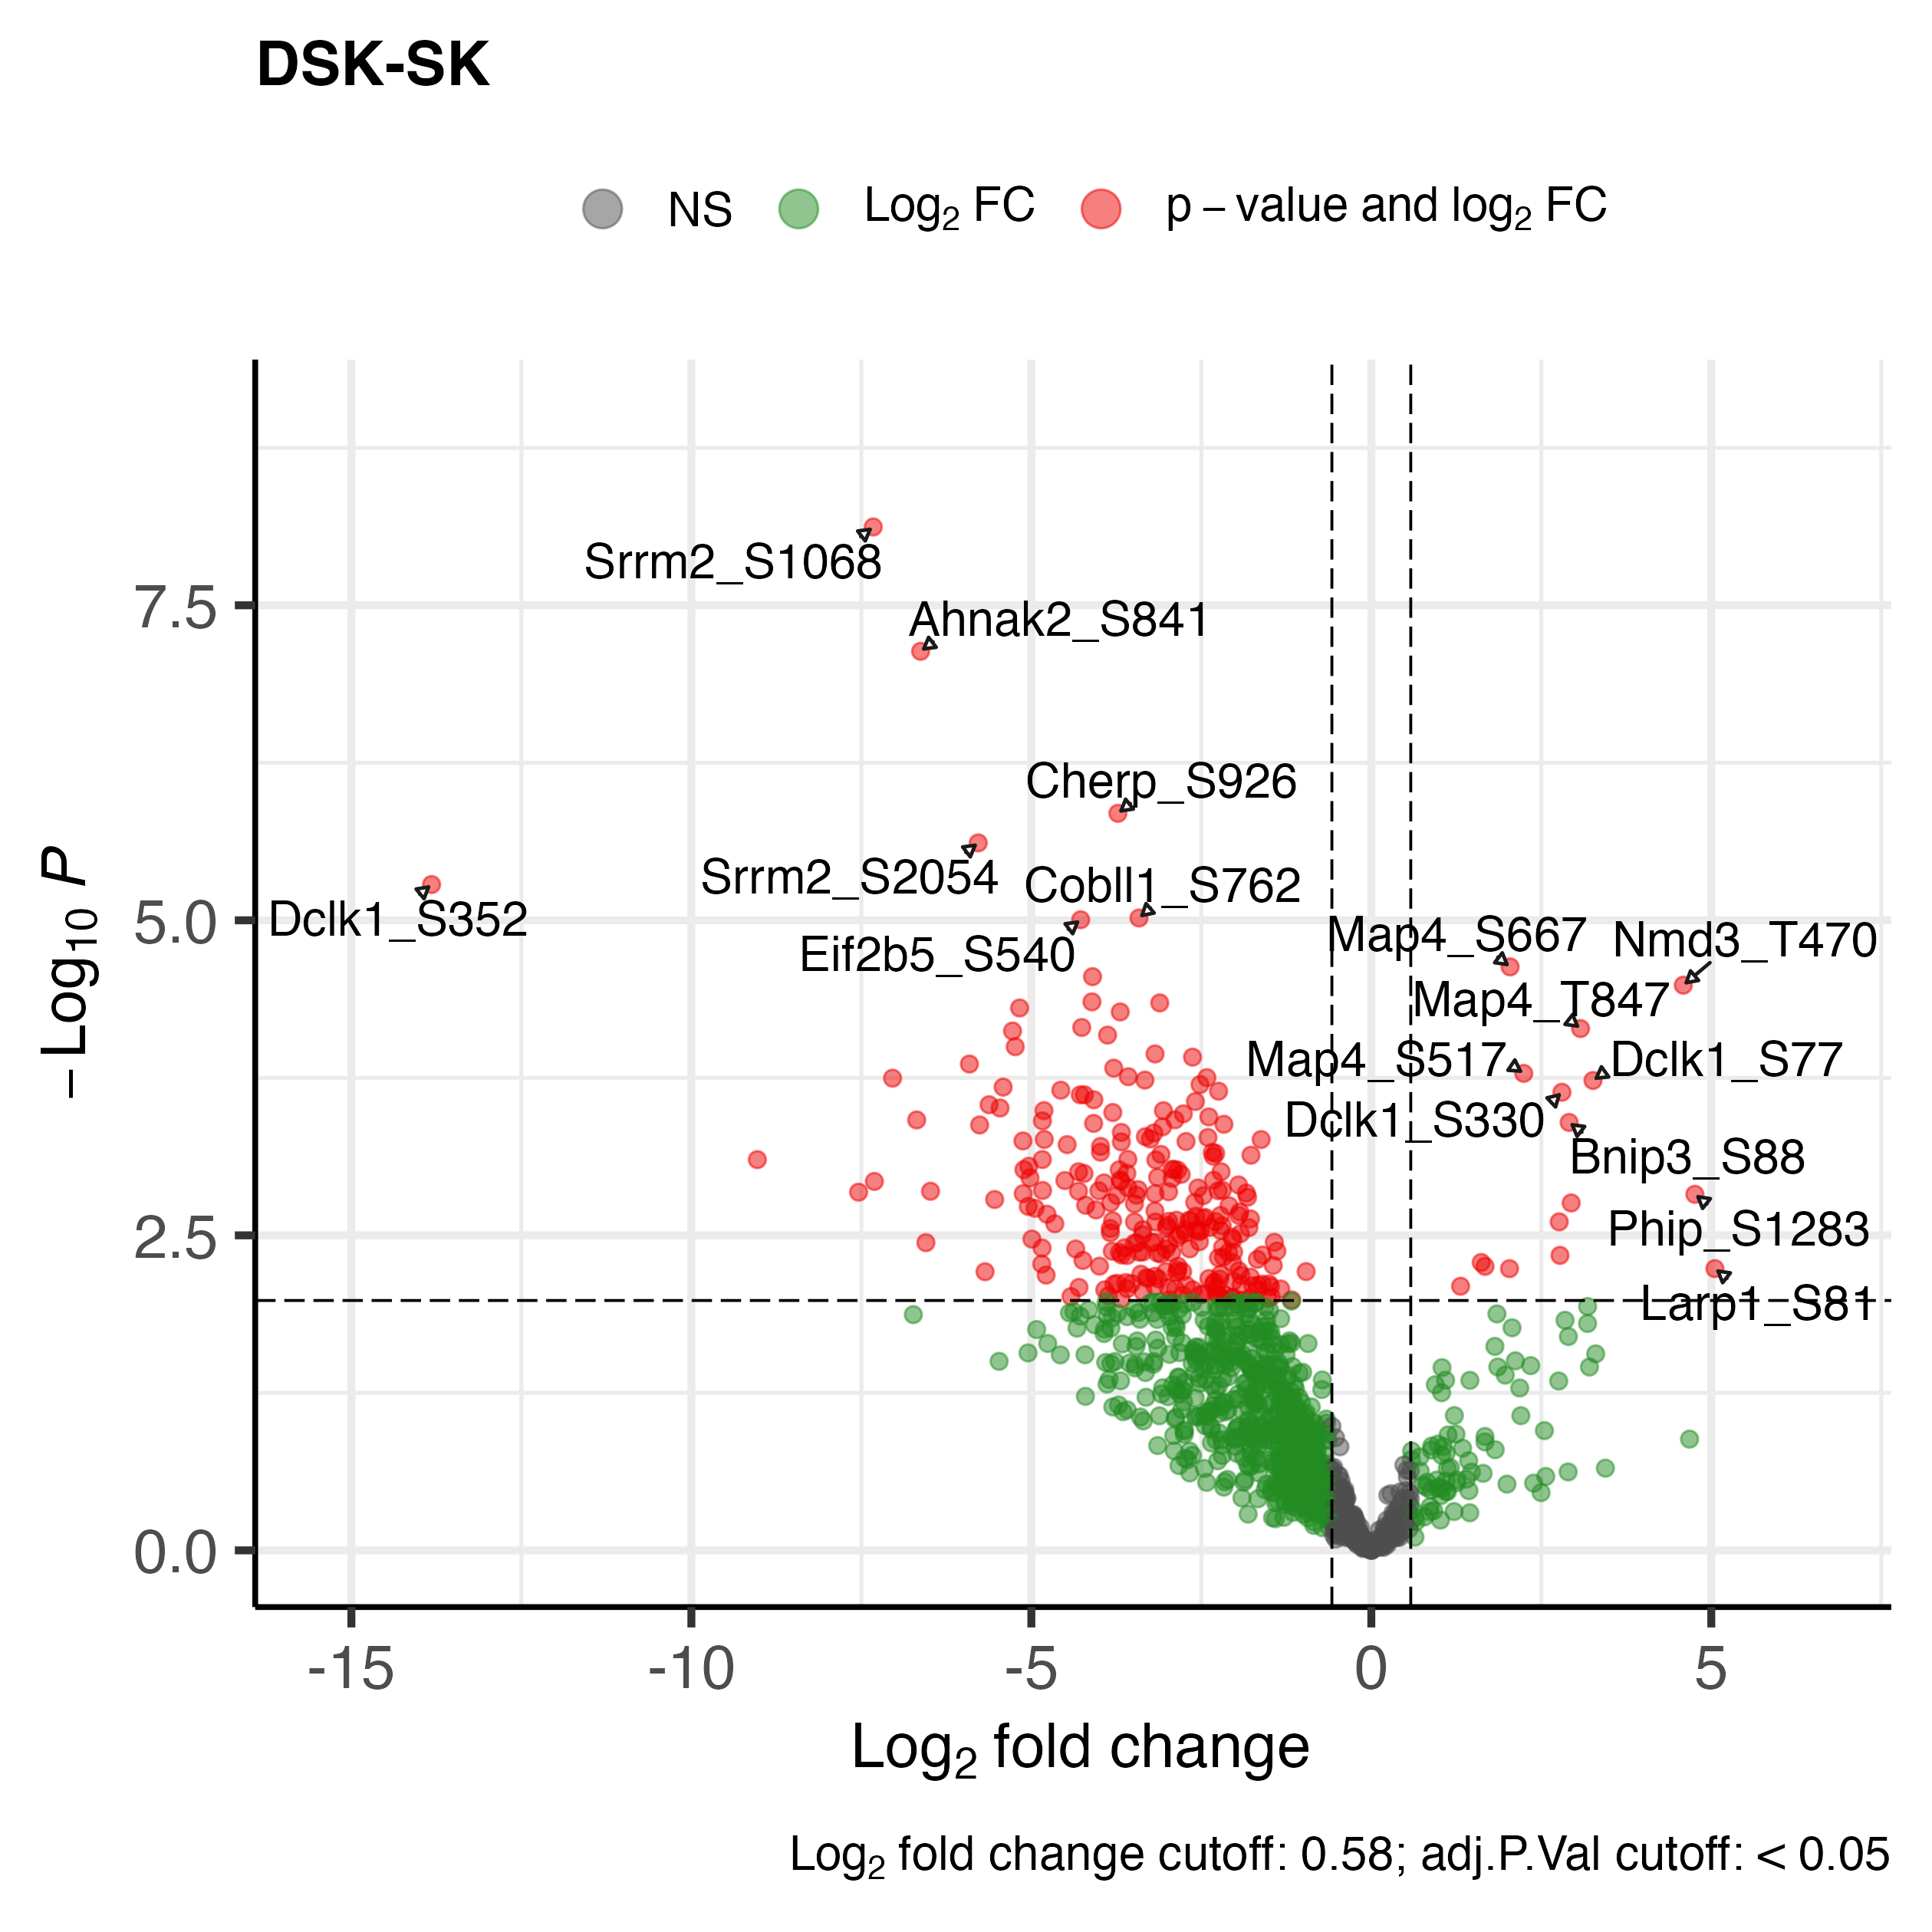 DSK-SK
NS Log2 FC p – value and log2 FC
Srrm2_S1068
Ahnak2_S841
Cherp_S926
Srrm2_S2054
Cobll1_S762
Dclk1_S352
Eif2b5_S540
Map4_S667
Nmd3_T470
Map4_T847
Map4_S517
Dclk1_S77
Dclk1_S330
Bnip3_S88
Phip_S1283
Larp1_S81
– Log10 P
7.5
5.0
2.5
0.0
-15 -10 -5 0 5
Log2 fold change
Log2 fold change cutoff: 0.58; adj.P.Val cutoff: < 0.05